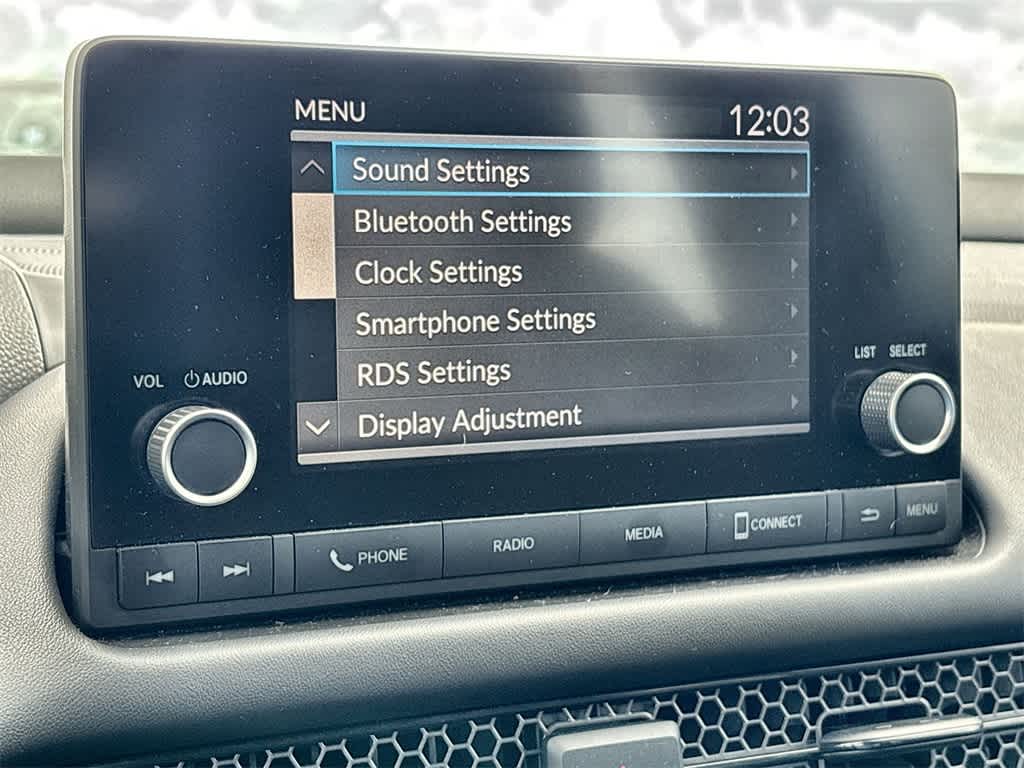 MENU 12:03
Sound Settings
Bluetooth Settings
Clock Settings
Smartphone Settings
RDS Settings
Display Adjustment
LIST SELECT
VOL AUDIO
PHONE RADIO MEDIA CONNECT MENU